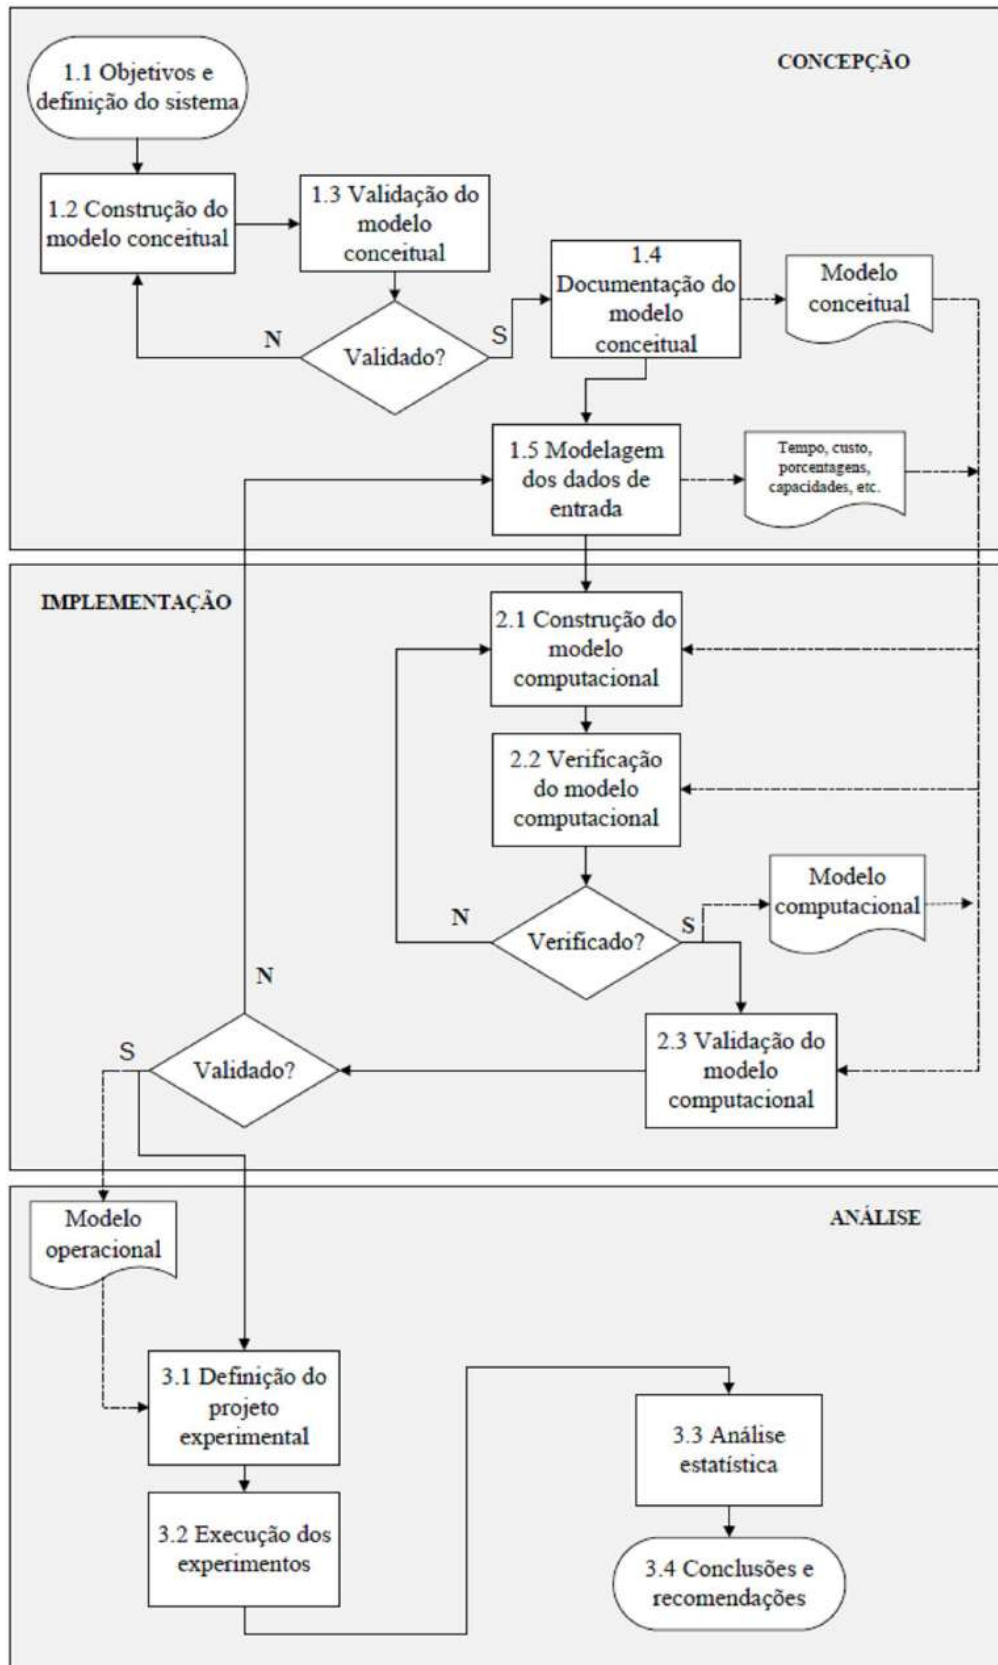 CONCEPÇÃO
1.1 Objetivos e
definição do sistema
1.2 Construção do
modelo conceitual
1.3 Validação do
modelo
conceitual
Validado?
N
S
1.4
Documentação do
modelo
conceitual
Modelo
conceitual
1.5 Modelagem
dos dados de
entrada
Tempo, custo,
porcentagens,
capacidades, etc.
IMPLEMENTAÇÃO
2.1 Construção do
modelo
computacional
2.2 Verificação
do modelo
computacional
Verificado?
N
S
Modelo
computacional
2.3 Validação do
modelo
computacional
Validado?
N
S
ANÁLISE
Modelo
operacional
3.1 Definição do
projeto
experimental
3.2 Execução dos
experimentos
3.3 Análise
estatística
3.4 Conclusões e
recomendações